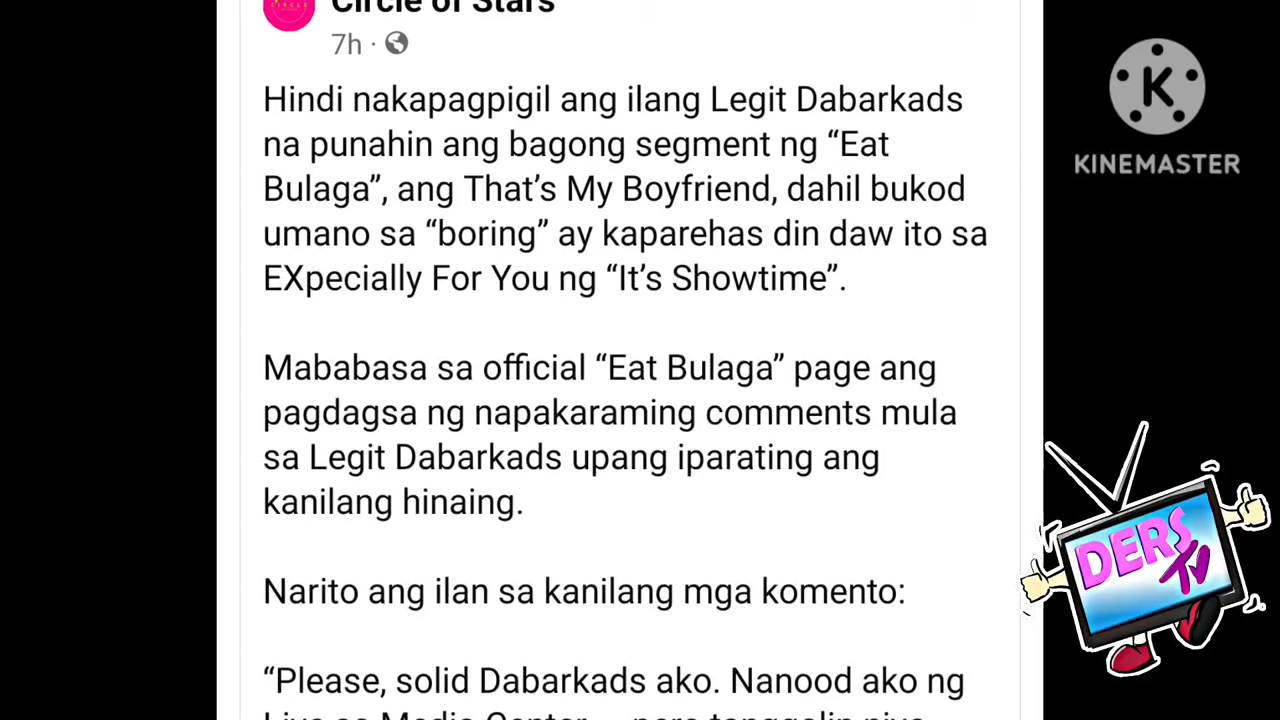 Circle of Stars
CIRCLE
7h ·
Hindi nakapagpigil ang ilang Legit Dabarkads
na punahin ang bagong segment ng “Eat
Bulaga”, ang That’s My Boyfriend, dahil bukod
umano sa “boring” ay kaparehas din daw ito sa
EXpecially For You ng “It’s Showtime”.
Mababasa sa official “Eat Bulaga” page ang
pagdagsa ng napakaraming comments mula
sa Legit Dabarkads upang iparating ang
kanilang hinaing.
Narito ang ilan sa kanilang mga komento:
“Please, solid Dabarkads ako. Nanood ako ng
K
KINEMASTER
DERS
TV